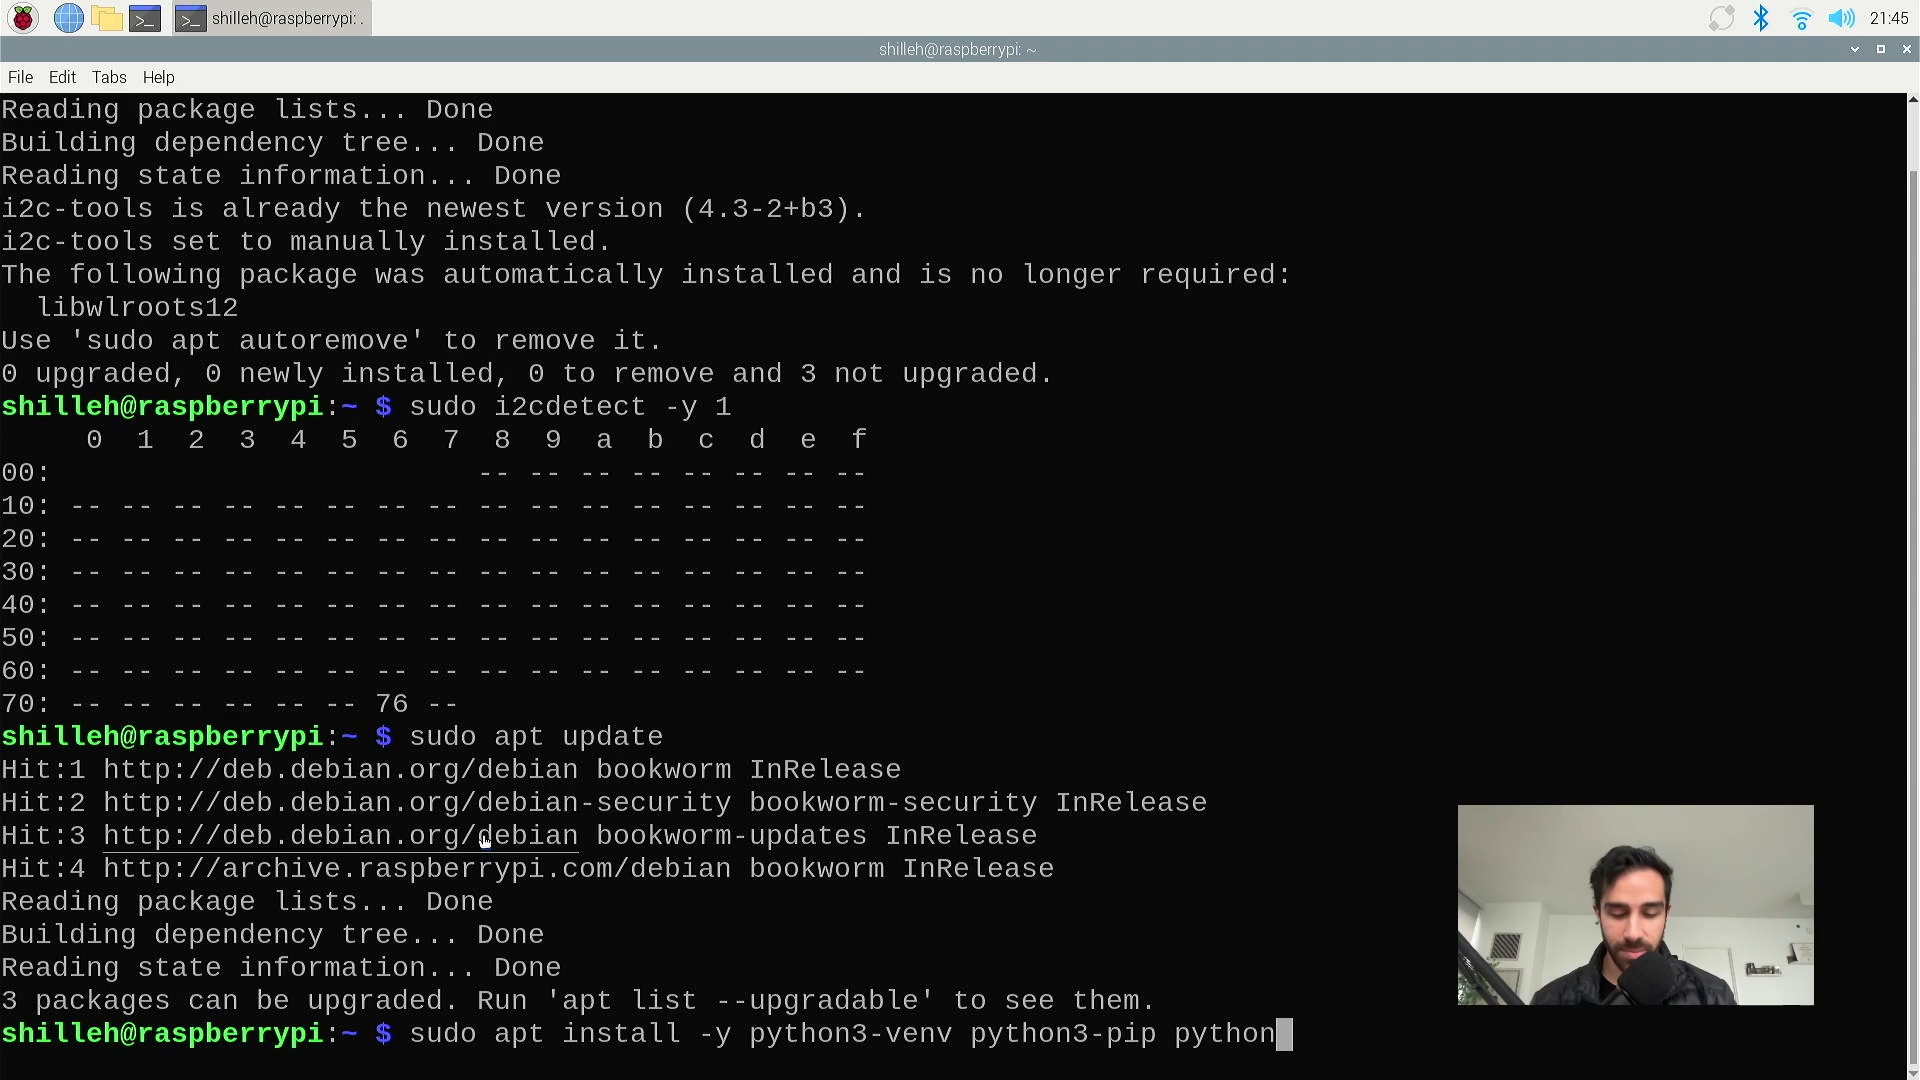 shilleh@raspberrypi: .
21:45
shilleh@raspberrypi: ~
File Edit Tabs Help
Reading package lists... Done
Building dependency tree... Done
Reading state information... Done
i2c-tools is already the newest version (4.3-2+b3).
i2c-tools set to manually installed.
The following package was automatically installed and is no longer required:
  libwlroots12
Use 'sudo apt autoremove' to remove it.
0 upgraded, 0 newly installed, 0 to remove and 3 not upgraded.
shilleh@raspberrypi:~ $ sudo i2cdetect -y 1
     0  1  2  3  4  5  6  7  8  9  a  b  c  d  e  f
00:                         -- -- -- -- -- -- -- --
10: -- -- -- -- -- -- -- -- -- -- -- -- -- -- -- --
20: -- -- -- -- -- -- -- -- -- -- -- -- -- -- -- --
30: -- -- -- -- -- -- -- -- -- -- -- -- -- -- -- --
40: -- -- -- -- -- -- -- -- -- -- -- -- -- -- -- --
50: -- -- -- -- -- -- -- -- -- -- -- -- -- -- -- --
60: -- -- -- -- -- -- -- -- -- -- -- -- -- -- -- --
70: -- -- -- -- -- -- 76 --
shilleh@raspberrypi:~ $ sudo apt update
Hit:1 http://deb.debian.org/debian bookworm InRelease
Hit:2 http://deb.debian.org/debian-security bookworm-security InRelease
Hit:3 http://deb.debian.org/debian bookworm-updates InRelease
Hit:4 http://archive.raspberrypi.com/debian bookworm InRelease
Reading package lists... Done
Building dependency tree... Done
Reading state information... Done
3 packages can be upgraded. Run 'apt list --upgradable' to see them.
shilleh@raspberrypi:~ $ sudo apt install -y python3-venv python3-pip python